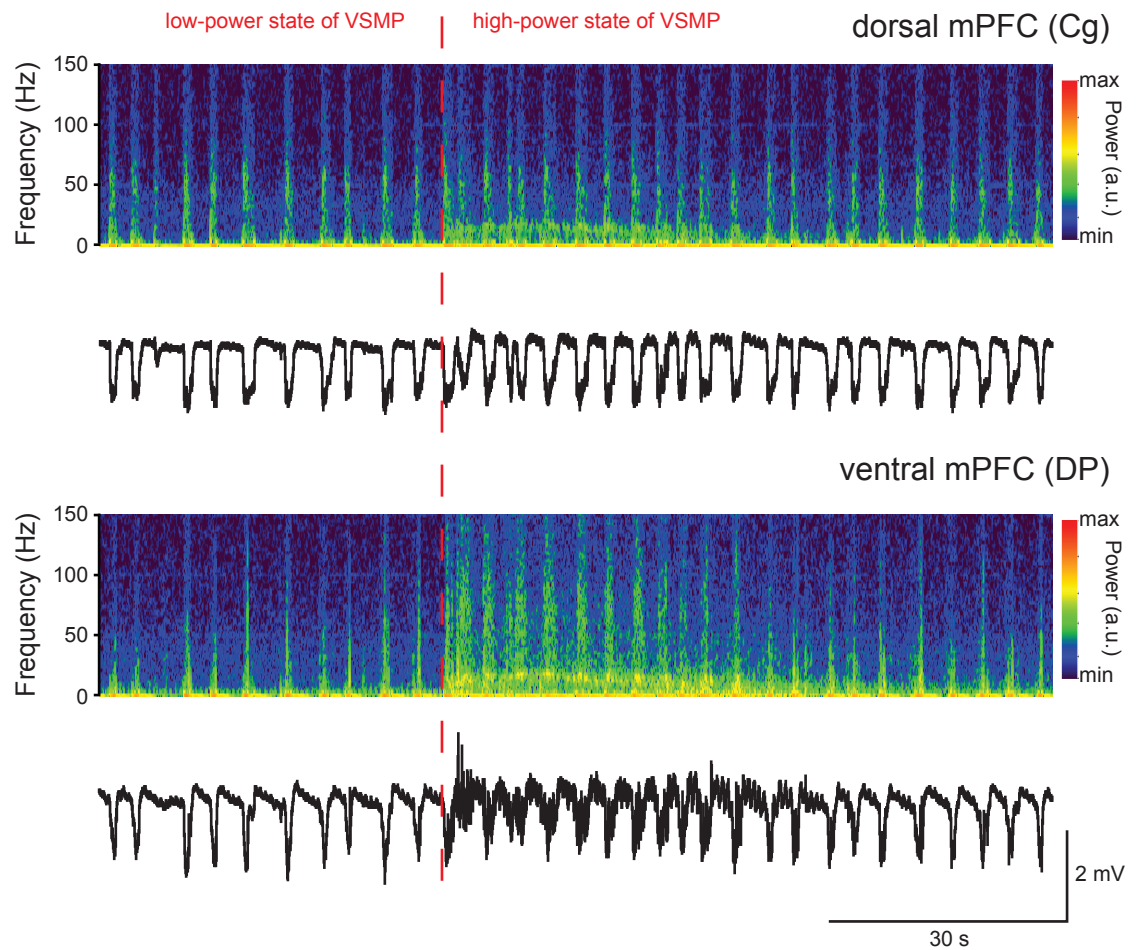 low-power state of VSMP
high-power state of VSMP
dorsal mPFC (Cg)
Frequency (Hz)
150
100
50
0
max
Power (a.u.)
min
ventral mPFC (DP)
Frequency (Hz)
150
100
50
0
max
Power (a.u.)
min
2 mV
30 s